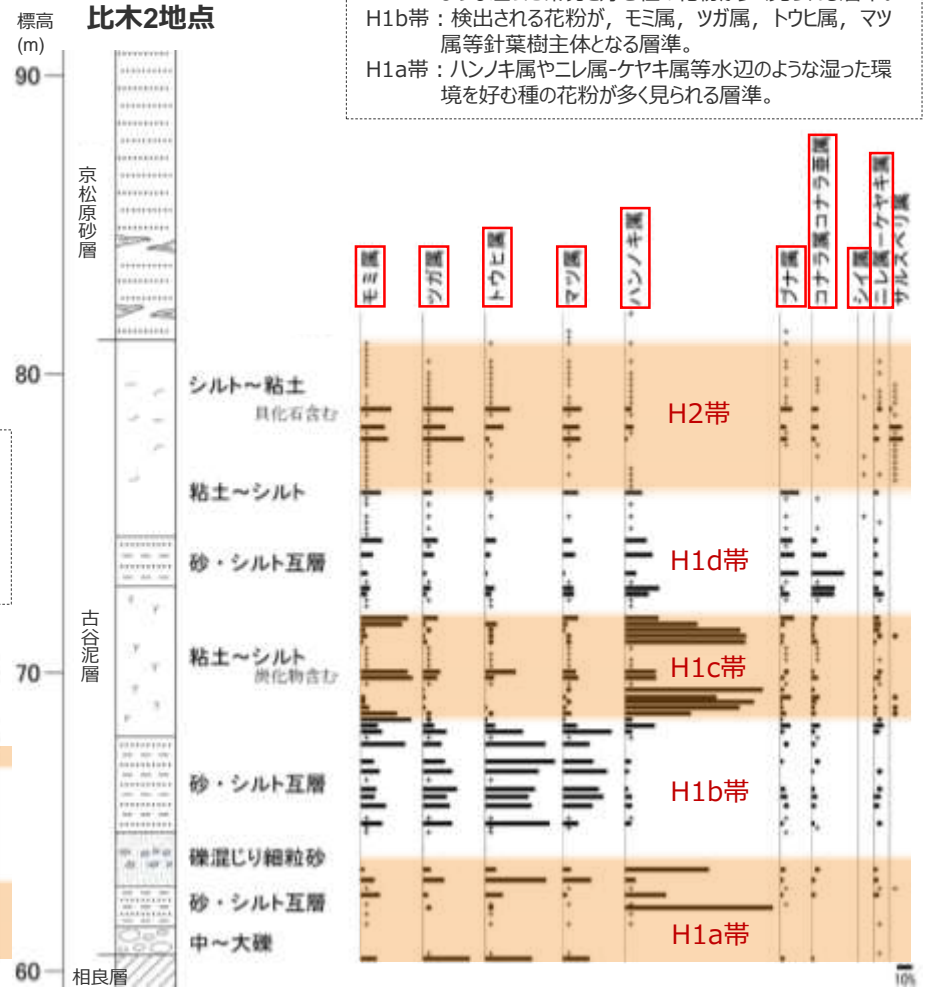 標高
(m)
比木2地点
H1b帯：検出される花粉が，モミ属，ツガ属，トウヒ属，マツ
属等針葉樹主体となる層準。
H1a帯：ハンノキ属やニレ属-ケヤキ属等水辺のような湿った環
境を好む種の花粉が多く見られる層準。
90
京松原砂層
モミ属
ツガ属
トウヒ属
マツ属
ハンノキ属
ブナ属
コナラ属コナラ亜属
シイ属
ニレ属ーケヤキ属
サルスベリ属
80
シルト～粘土
貝化石含む
H2帯
粘土～シルト
砂・シルト互層
H1d帯
古谷泥層
70
粘土～シルト
炭化物含む
H1c帯
砂・シルト互層
H1b帯
礫混じり細粒砂
砂・シルト互層
H1a帯
中～大礫
60
相良層
10%